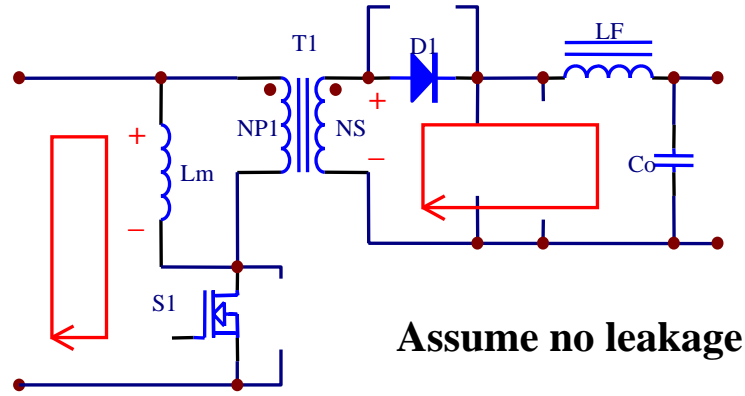 T1
D1
LF
+
+
NP1
NS
−
Lm
Co
−
S1
Assume no leakage